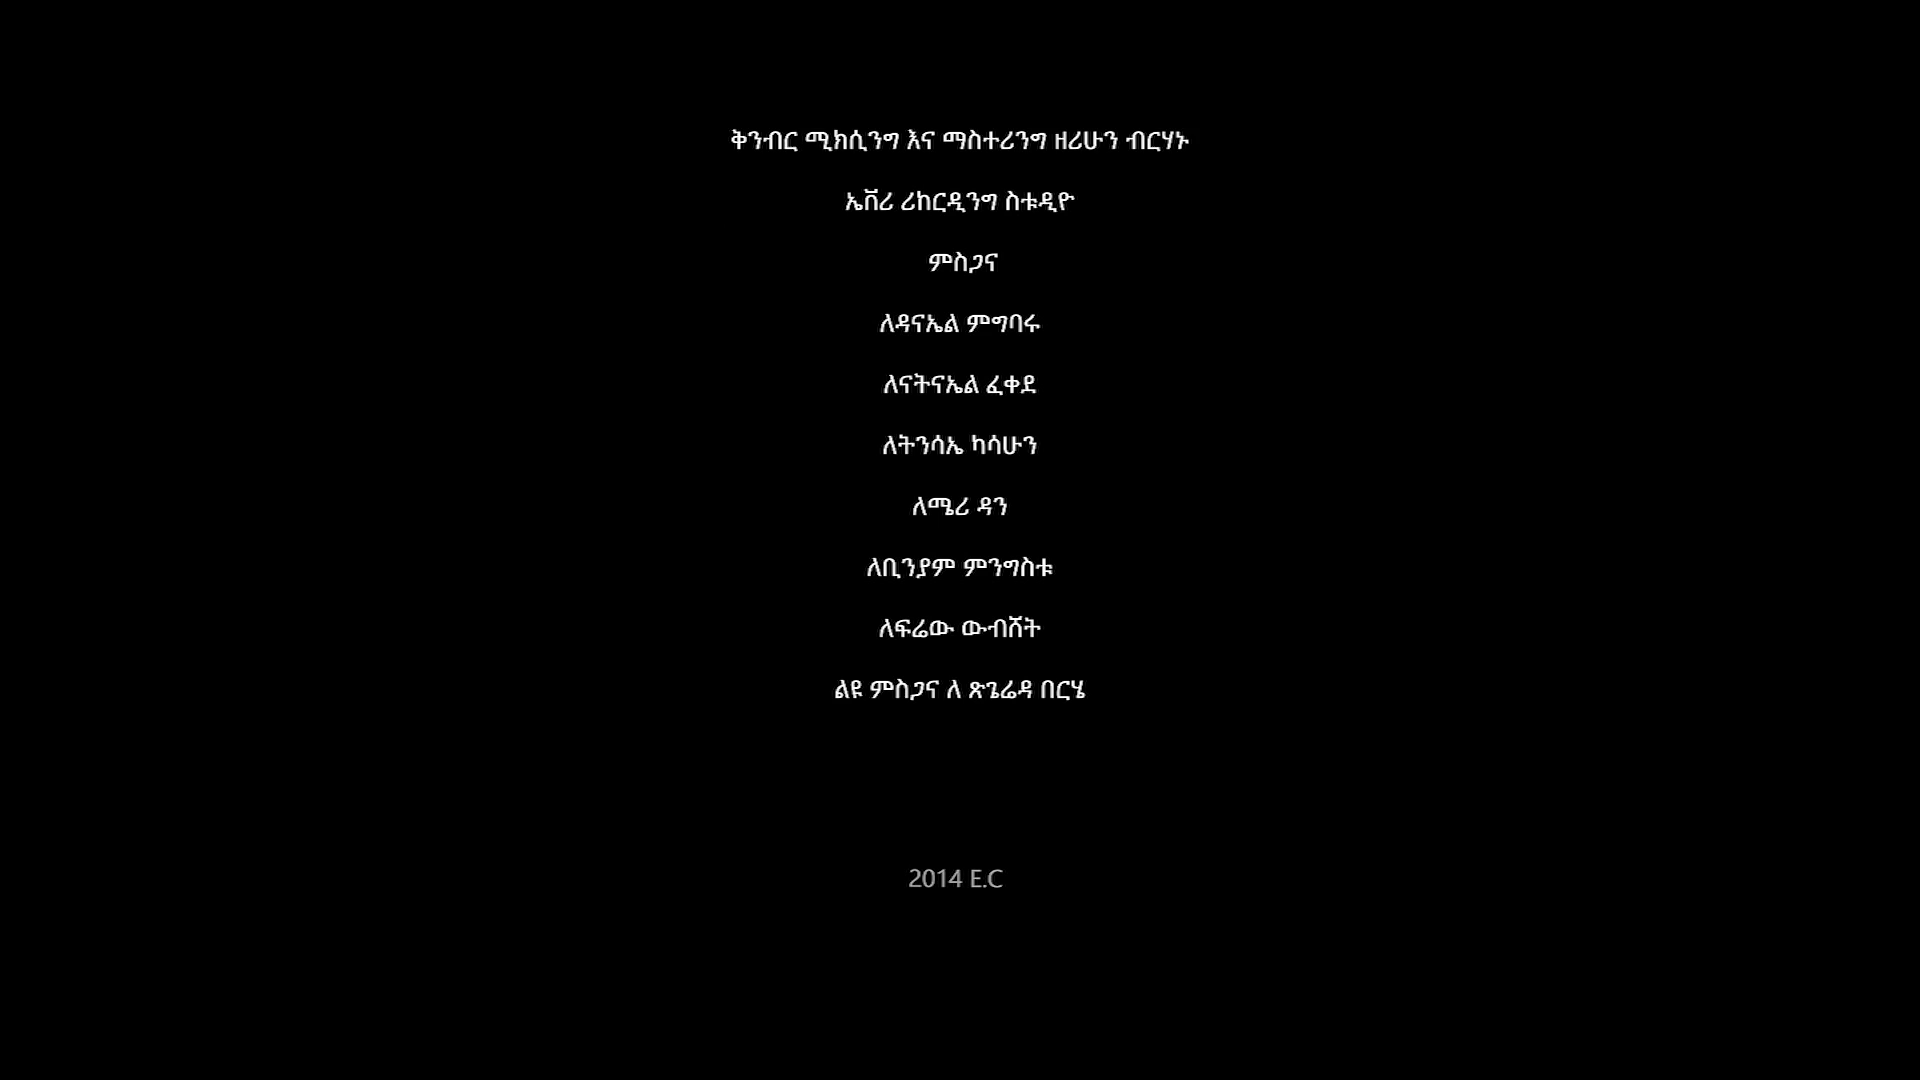 ቅንብር ሚክሲንግ እና ማስተሪንግ ዘሪሁን ብርሃኑ
ኤቨሪ ሪከርዲንግ ስቱዲዮ
ምስጋና
ለዳናኤል ምግባሩ
ለናትናኤል ፈቀደ
ለትንሳኤ ካሳሁን
ለሜሪ ዳን
ለቢንያም ምንግስቱ
ለፍሬው ውብሸት
ልዩ ምስጋና ለ ጽጌሬዳ በርሄ
2014 E.C